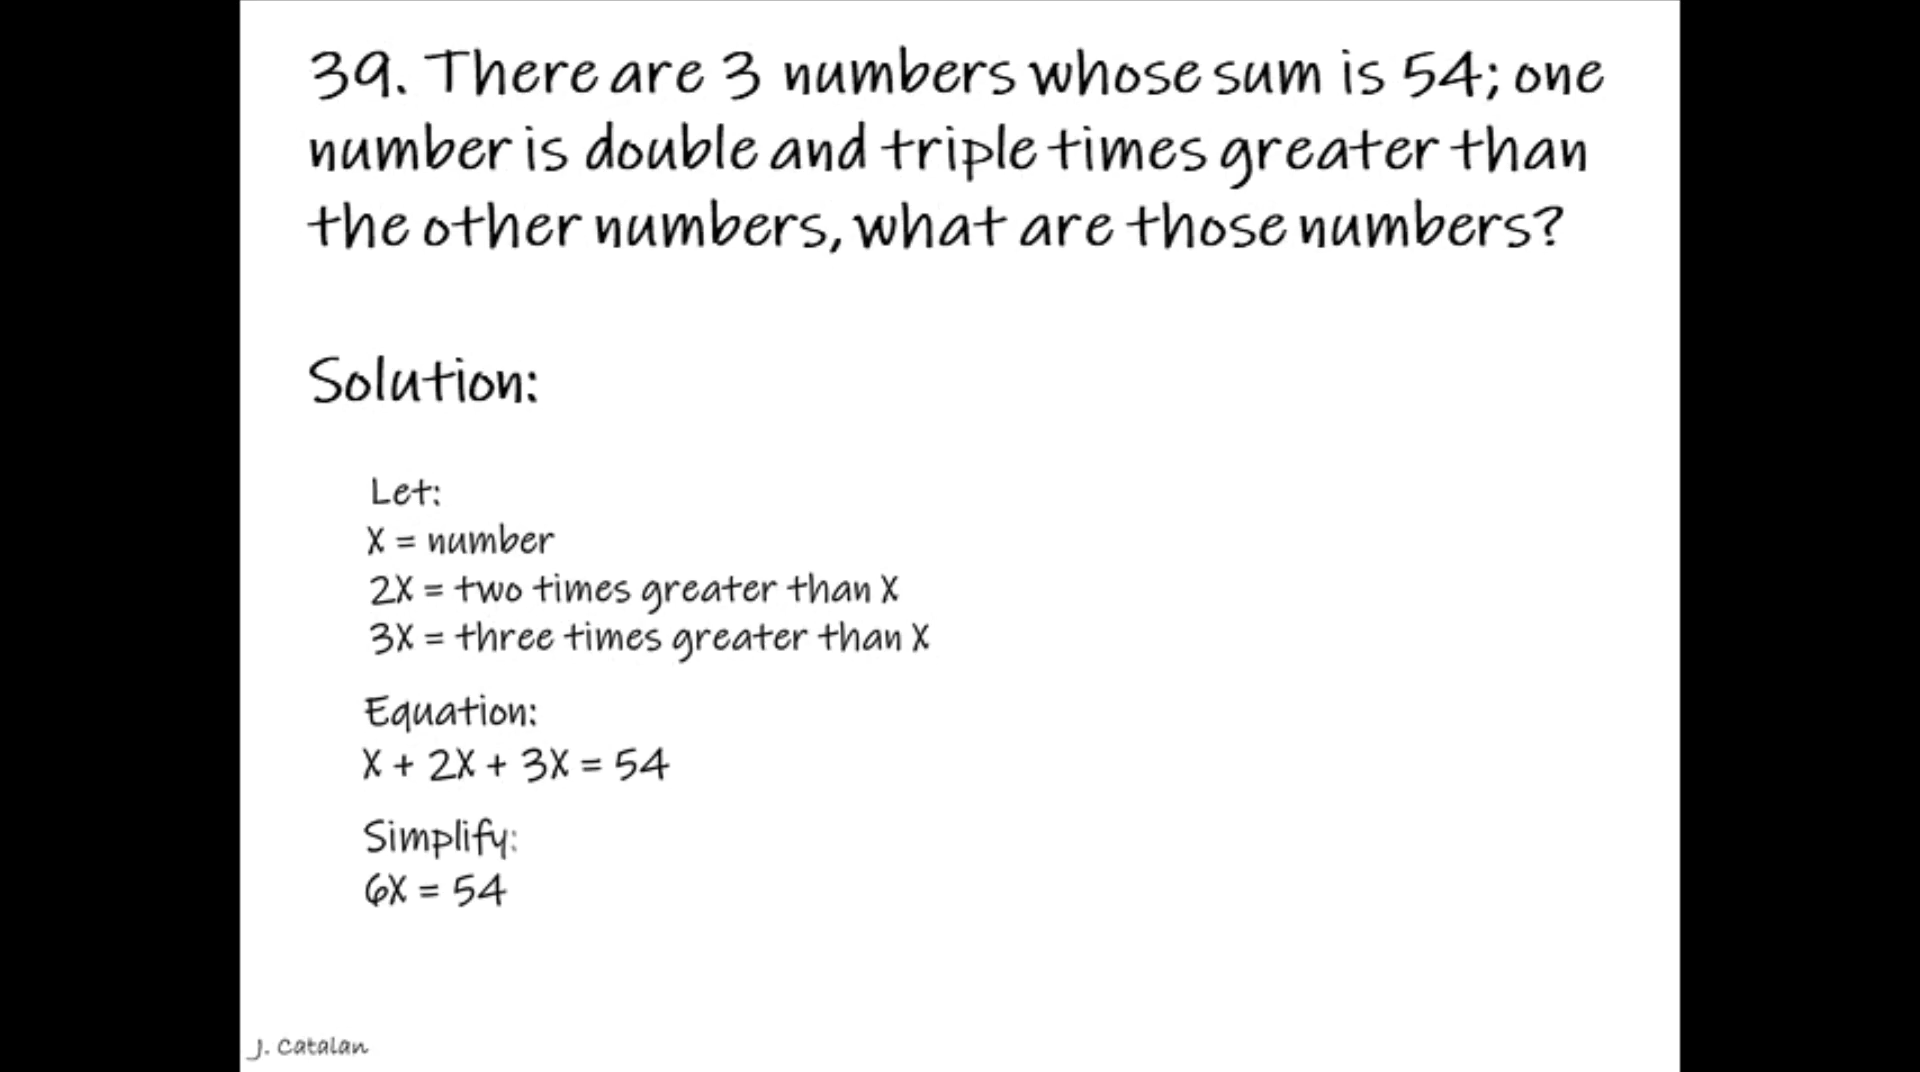 39. There are 3 numbers whose sum is 54; one
number is double and triple times greater than
the other numbers, what are those numbers?
Solution:
Let:
X = number
2X = two times greater than X
3X = three times greater than X
Equation:
X + 2X + 3X = 54
Simplify:
6X = 54
J. Catalan